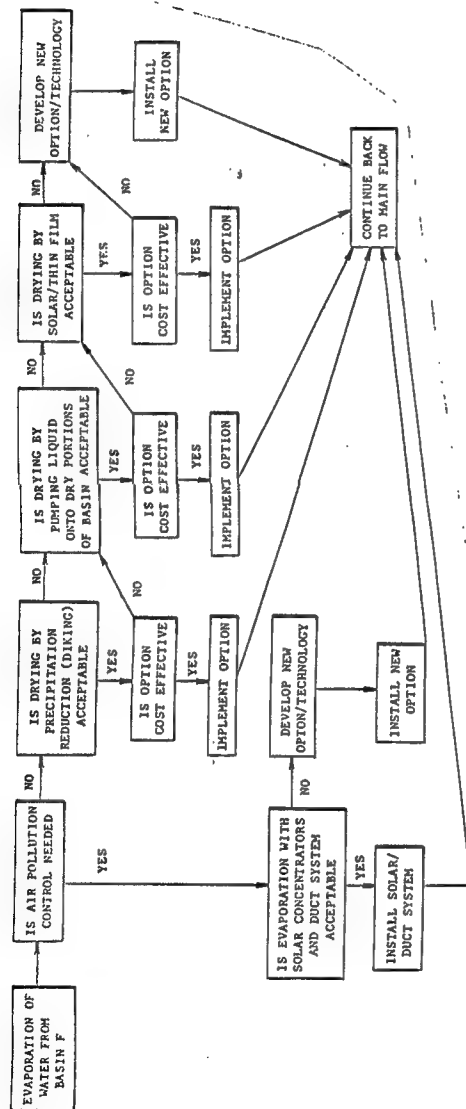 EVAPORATION OF
WATER FROM
BASIN F
IS AIR POLLUTION
CONTROL NEEDED
NO
YES
IS DRYING BY
PRECIPITATION
REDUCTION (DIKING)
ACCEPTABLE
NO
YES
IS OPTION
COST EFFECTIVE
NO
YES
IMPLEMENT OPTION
IS DRYING BY
PUMPING LIQUID
ONTO DRY PORTIONS
OF BASIN ACCEPTABLE
NO
YES
IS OPTION
COST EFFECTIVE
NO
YES
IMPLEMENT OPTION
IS DRYING BY
SOLAR/THIN FILM
ACCEPTABLE
NO
YES
IS OPTION
COST EFFECTIVE
NO
YES
IMPLEMENT OPTION
DEVELOP NEW
OPTION/TECHNOLOGY
INSTALL
NEW OPTION
IS EVAPORATION WITH
SOLAR CONCENTRATORS
AND DUCT SYSTEM
ACCEPTABLE
NO
YES
INSTALL SOLAR/
DUCT SYSTEM
DEVELOP NEW
OPTION/TECHNOLOGY
INSTALL NEW
OPTION
CONTINUE BACK
TO MAIN FLOW